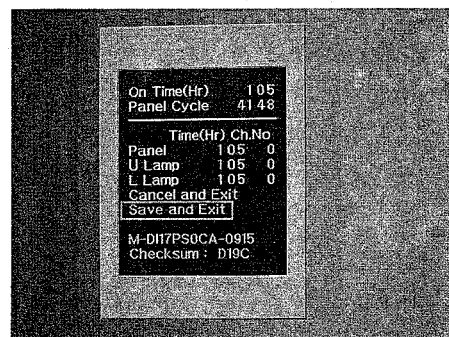 On Time(Hr) 105
Panel Cycle 4148
Time(Hr) Ch.No
Panel 105 0
U Lamp 105 0
L Lamp 105 0
Cancel and Exit
Save and Exit
M-DI17PS0CA-0915
Checksum : D19C